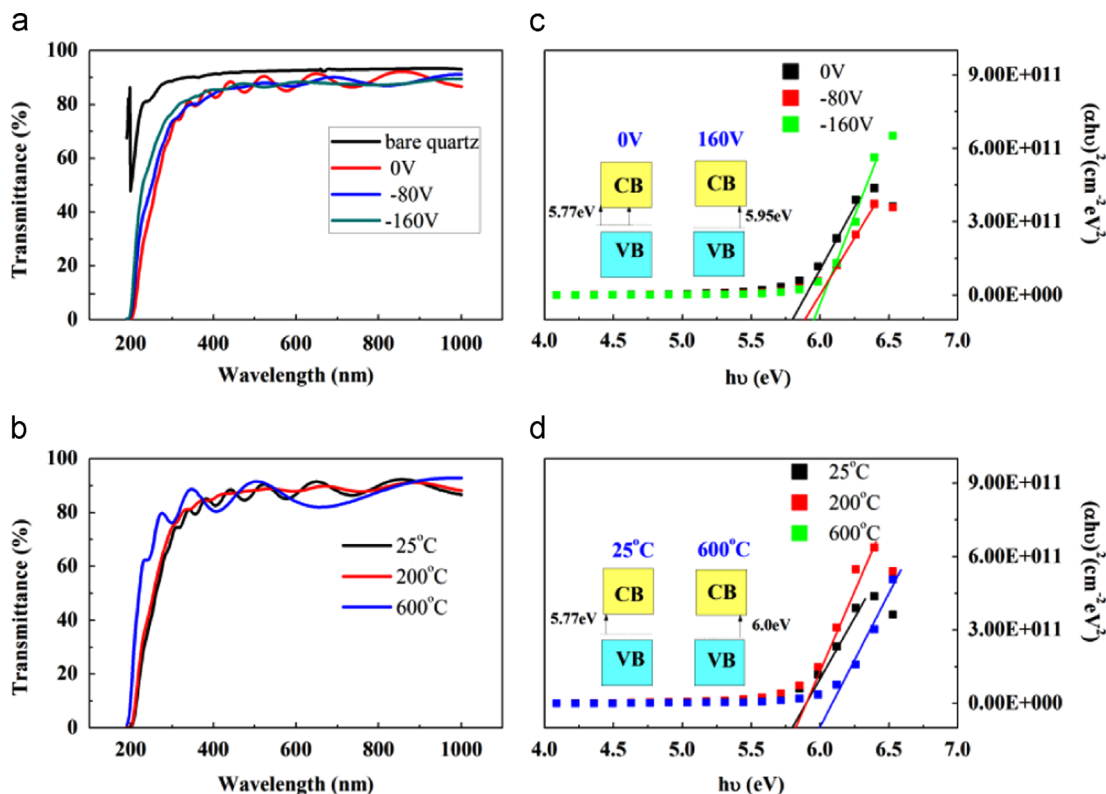 a
100
80
60
40
20
0
Transmittance (%)
bare quartz
0V
-80V
-160V
200 400 600 800 1000
Wavelength (nm)
c
0V
-80V
-160V
0V 160V
CB CB
5.77eV 5.95eV
VB VB
9.00E+011
6.00E+011
3.00E+011
0.00E+000
(αhυ)²(cm⁻² eV²)
4.0 4.5 5.0 5.5 6.0 6.5 7.0
hυ (eV)
b
100
80
60
40
20
0
Transmittance (%)
25°C
200°C
600°C
200 400 600 800 1000
Wavelength (nm)
d
25°C
200°C
600°C
25°C 600°C
CB CB
5.77eV 6.0eV
VB VB
9.00E+011
6.00E+011
3.00E+011
0.00E+000
(αhυ)²(cm⁻² eV²)
4.0 4.5 5.0 5.5 6.0 6.5 7.0
hυ (eV)